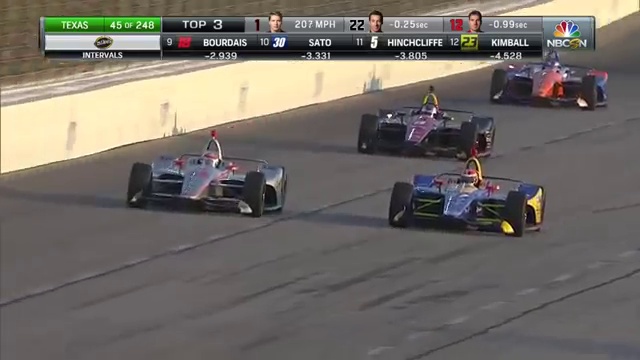 TEXAS 45 OF 248 TOP 3 1 207 MPH 22 -0.25sec 12 -0.99sec
INTERVALS 9 18 BOURDAIS 10 30 SATO 11 5 HINCHCLIFFE 12 23 KIMBALL NBCSN
-2.939 -3.331 -3.805 -4.528